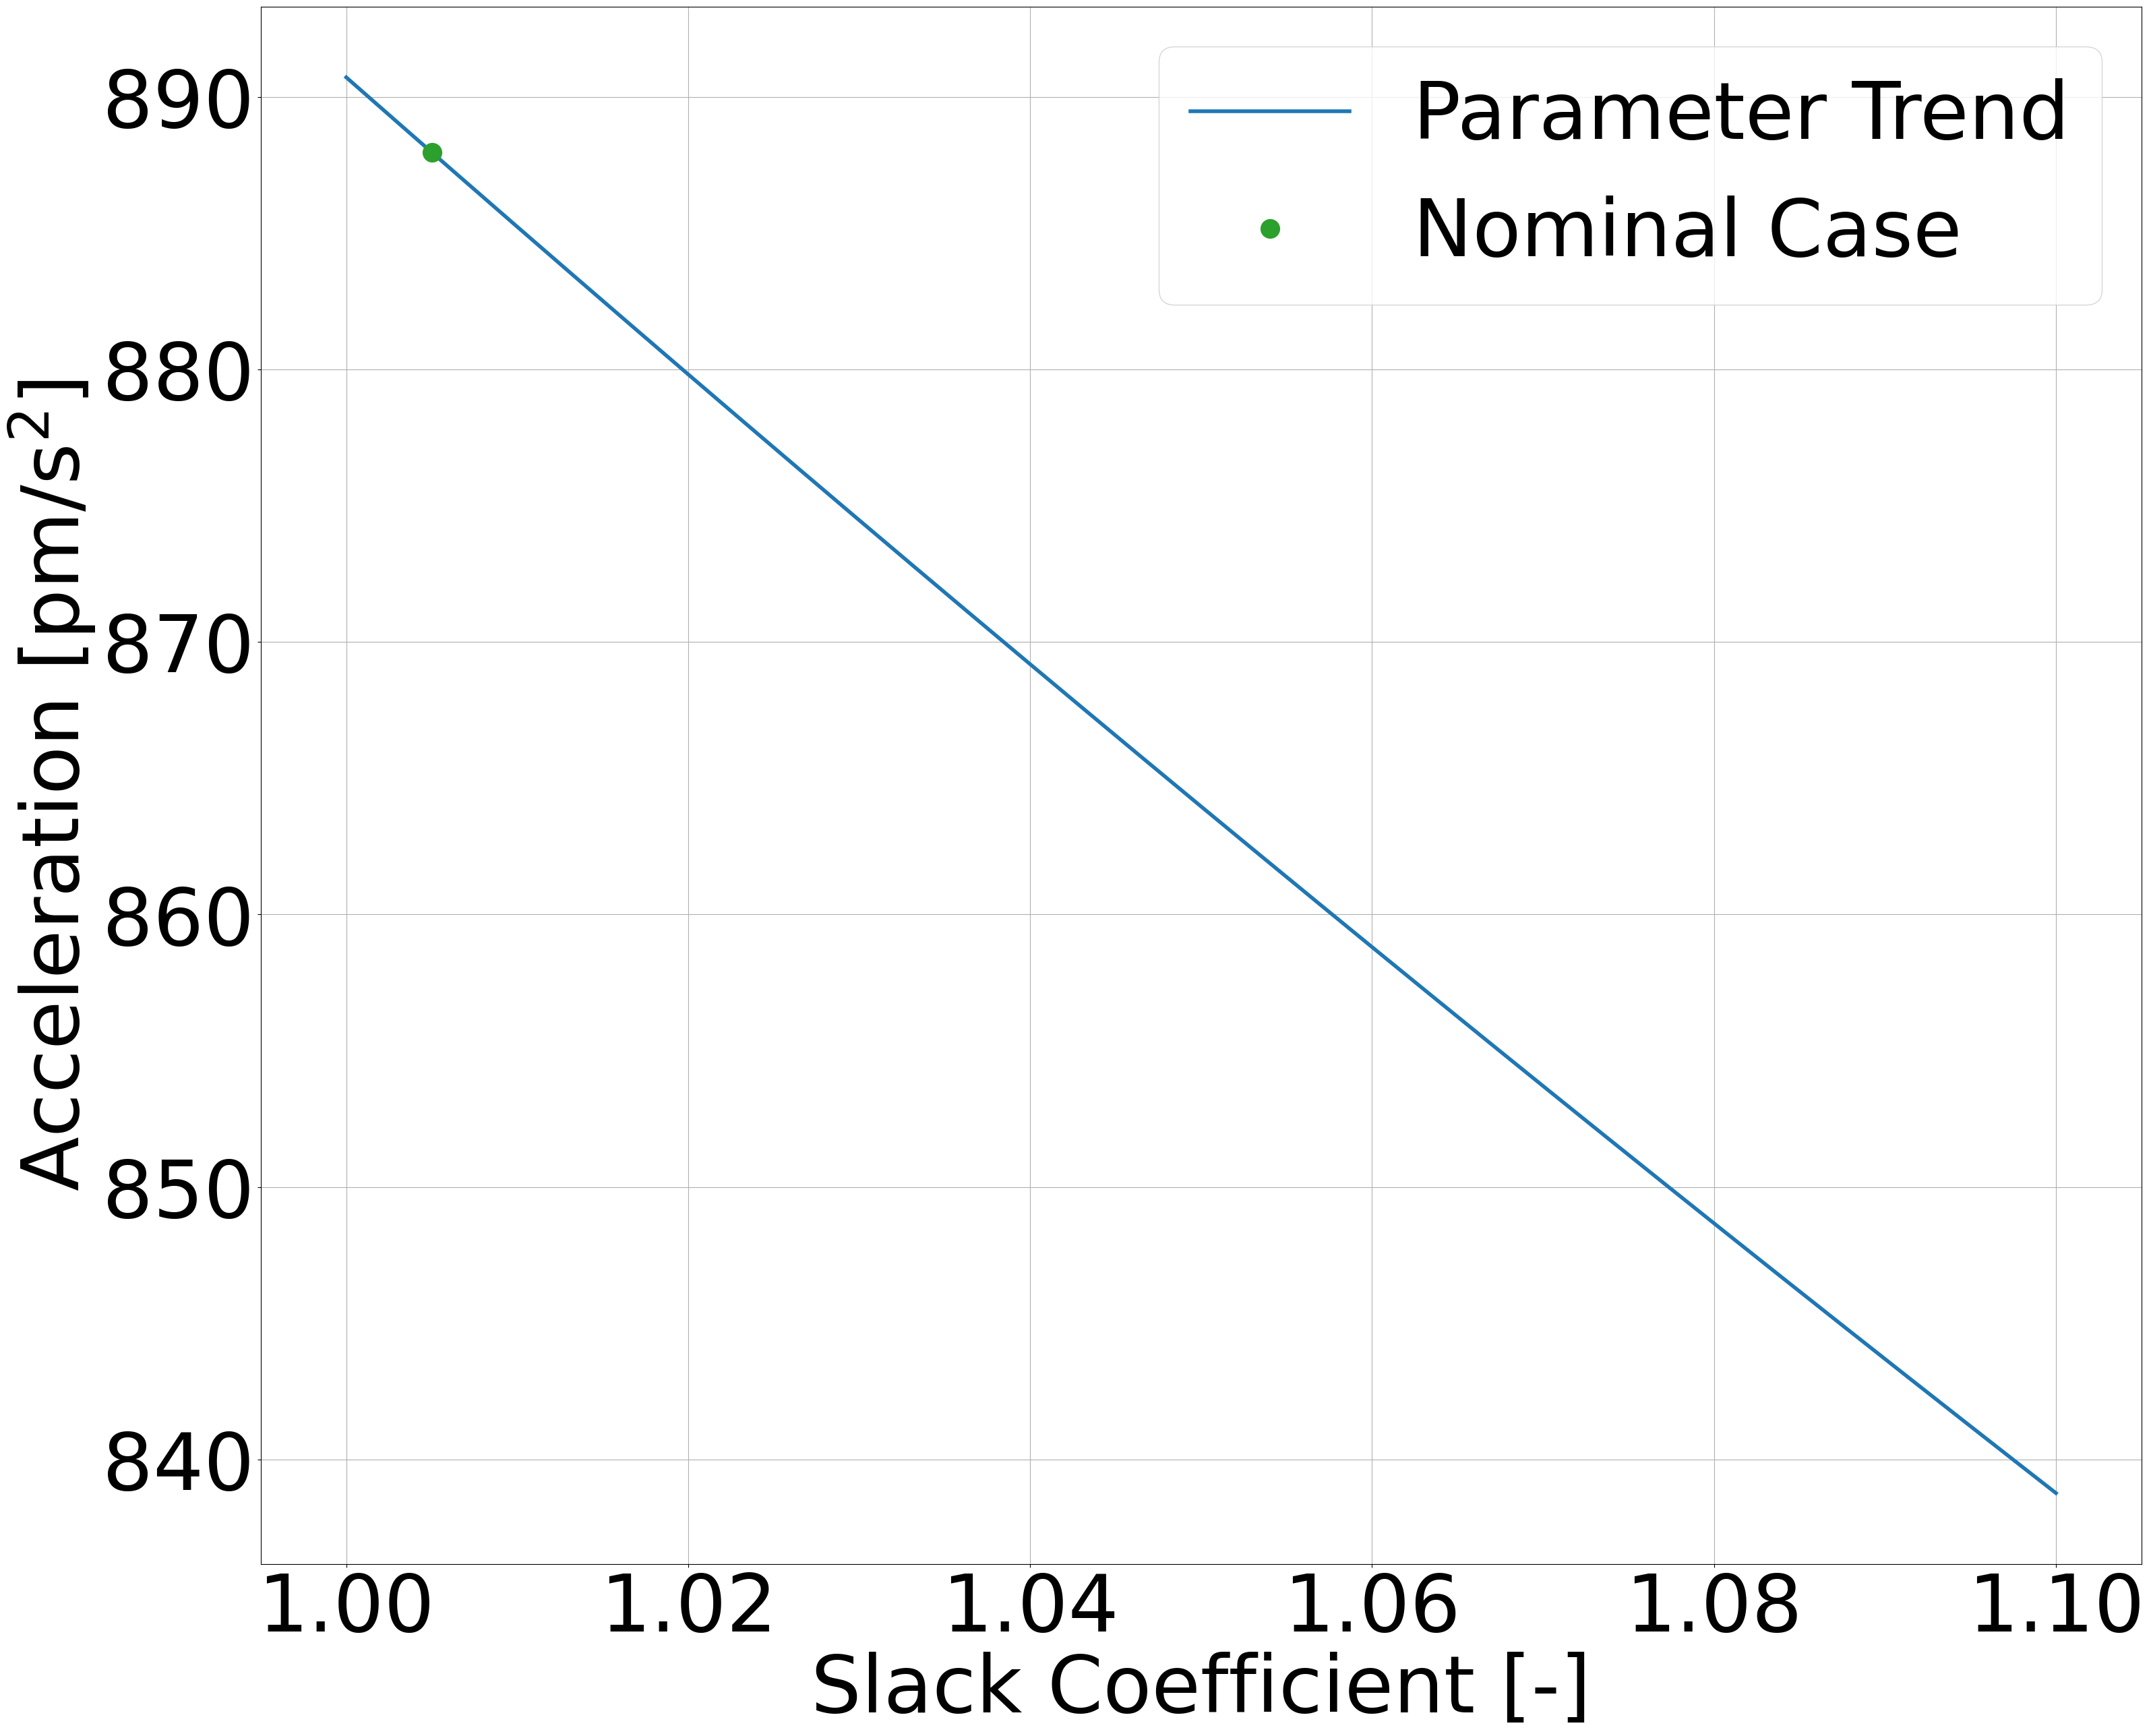 Parameter Trend
Nominal Case
Acceleration [pm/s²]
890
880
870
860
850
840
1.00 1.02 1.04 1.06 1.08 1.10
Slack Coefficient [-]